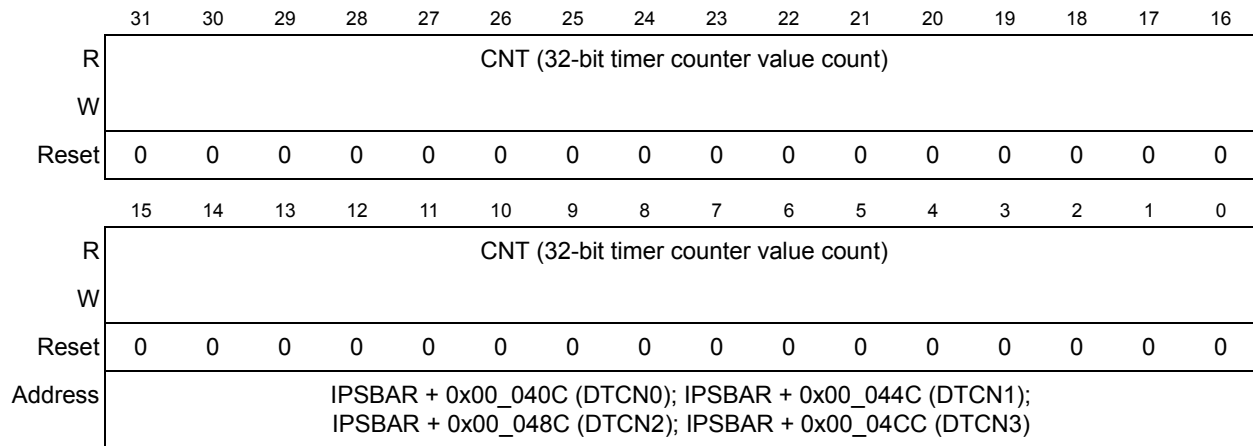 31 30 29 28 27 26 25 24 23 22 21 20 19 18 17 16
R CNT (32-bit timer counter value count)
W
Reset 0 0 0 0 0 0 0 0 0 0 0 0 0 0 0 0
15 14 13 12 11 10 9 8 7 6 5 4 3 2 1 0
R CNT (32-bit timer counter value count)
W
Reset 0 0 0 0 0 0 0 0 0 0 0 0 0 0 0 0
Address IPSBAR + 0x00_040C (DTCN0); IPSBAR + 0x00_044C (DTCN1);
IPSBAR + 0x00_048C (DTCN2); IPSBAR + 0x00_04CC (DTCN3)